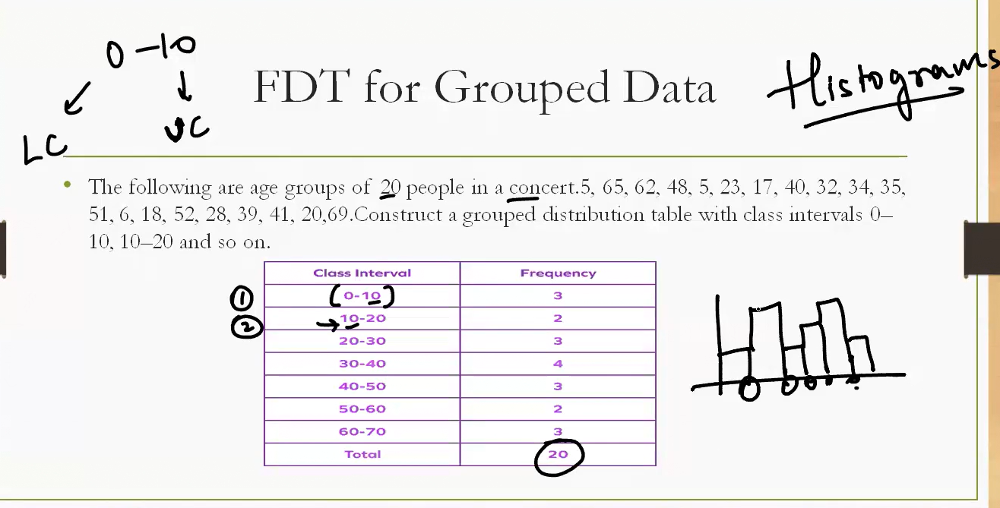 0-10
LC
UC
FDT for Grouped Data
Histograms
• The following are age groups of 20 people in a concert.5, 65, 62, 48, 5, 23, 17, 40, 32, 34, 35,
51, 6, 18, 52, 28, 39, 41, 20,69.Construct a grouped distribution table with class intervals 0–
10, 10–20 and so on.
Class Interval Frequency
1 (0-10) 3
2 → 10-20 2
20-30 3
30-40 4
40-50 3
50-60 2
60-70 3
Total 20